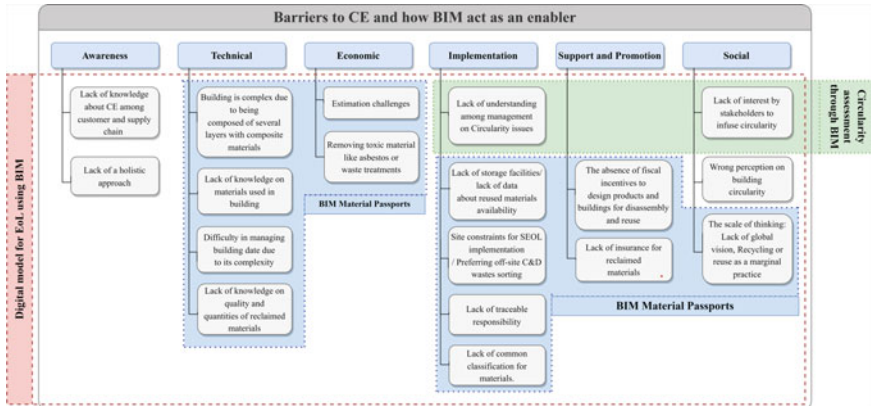 Barriers to CE and how BIM act as an enabler
Awareness
Technical
Economic
Implementation
Support and Promotion
Social
Lack of knowledge
about CE among
customer and supply
chain
Lack of a holistic
approach
Building is complex due to
being
composed of several
layers with composite
materials
Lack of knowledge on
materials used in
building
Difficulty in managing
building date due
to its complexity
Lack of knowledge on
quality and
quantities of reclaimed
materials
Estimation challenges
Removing toxic material
like asbestos or
waste treatments
BIM Material Passports
Lack of understanding
among management
on Circularity issues
Lack of storage facilities/
lack of data
about reused materials
availability
Site constraints for SEOL
implementation
/ Preferring off-site C&D
wastes sorting
Lack of traceable
responsibility
Lack of common
classification for
materials.
The absence of fiscal
incentives to
design products and
buildings for disassembly
and reuse
Lack of insurance for
reclaimed
materials
Lack of interest by
stakeholders to
infuse circularity
Wrong perception on
building
circularity
The scale of thinking:
Lack of global
vision, Recycling or
reuse as a marginal
practice
BIM Material Passports
Digital model for EoL using BIM
Circularity
assessment
through BIM